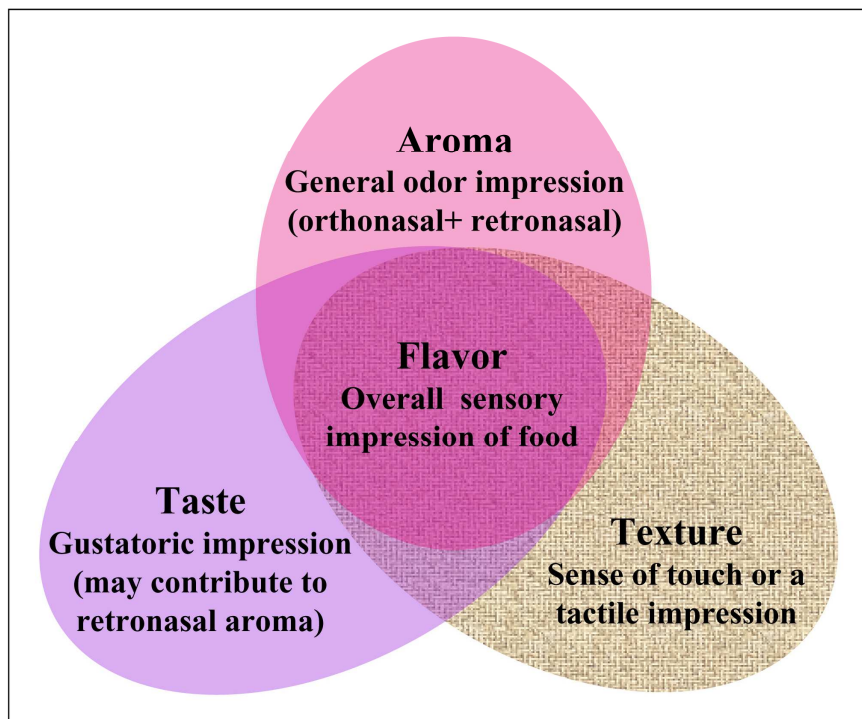 Aroma
General odor impression
(orthonasal+ retronasal)
Flavor
Overall sensory
impression of food
Taste
Gustatoric impression
(may contribute to
retronasal aroma)
Texture
Sense of touch or a
tactile impression